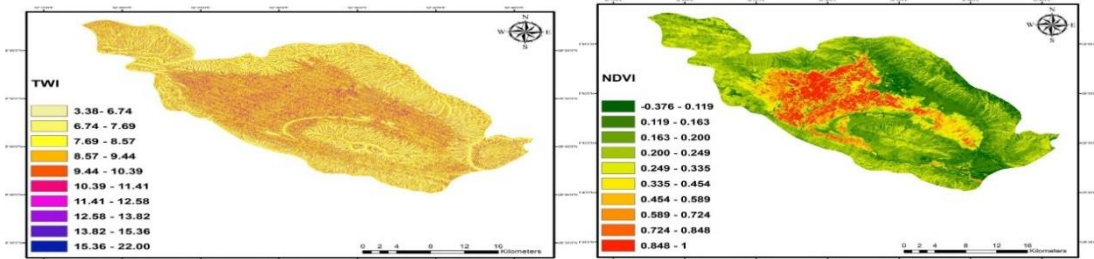 N
W E
S
TWI
3.38- 6.74
6.74 - 7.69
7.69 - 8.57
8.57 - 9.44
9.44 - 10.39
10.39 - 11.41
11.41 - 12.58
12.58 - 13.82
13.82 - 15.36
15.36 - 22.00
0 2 4 8 12 16
Kilometers
N
W E
S
NDVI
-0.376 - 0.119
0.119 - 0.163
0.163 - 0.200
0.200 - 0.249
0.249 - 0.335
0.335 - 0.454
0.454 - 0.589
0.589 - 0.724
0.724 - 0.848
0.848 - 1
0 2 4 8 12 16
Kilometers